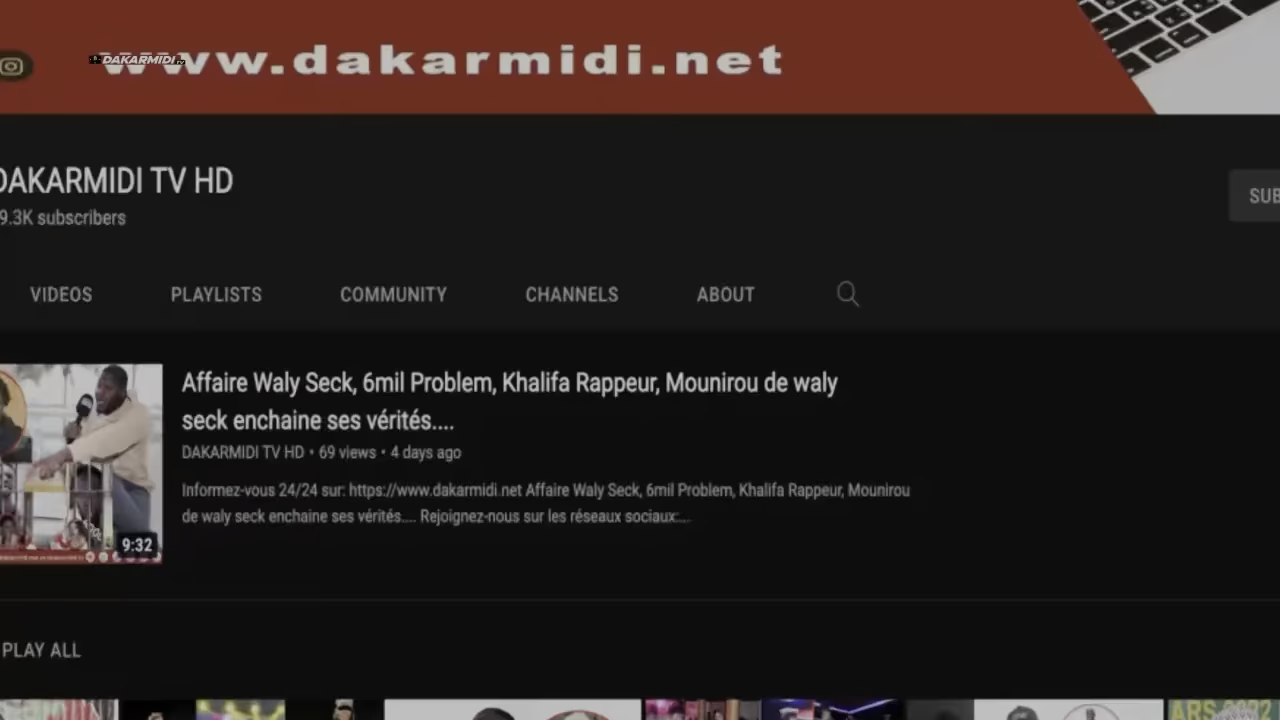 www.dakarmidi.net
DAKARMIDI TV
DAKARMIDI TV HD
9.3K subscribers
SUB
VIDEOS
PLAYLISTS
COMMUNITY
CHANNELS
ABOUT
Affaire Waly Seck, 6mil Problem, Khalifa Rappeur, Mounirou de waly
seck enchaine ses vérités....
DAKARMIDI TV HD • 69 views • 4 days ago
Informez-vous 24/24 sur: https://www.dakarmidi.net Affaire Waly Seck, 6mil Problem, Khalifa Rappeur, Mounirou
de waly seck enchaine ses vérités.... Rejoignez-nous sur les réseaux sociaux:...
9:32
PLAY ALL
ARS 2022